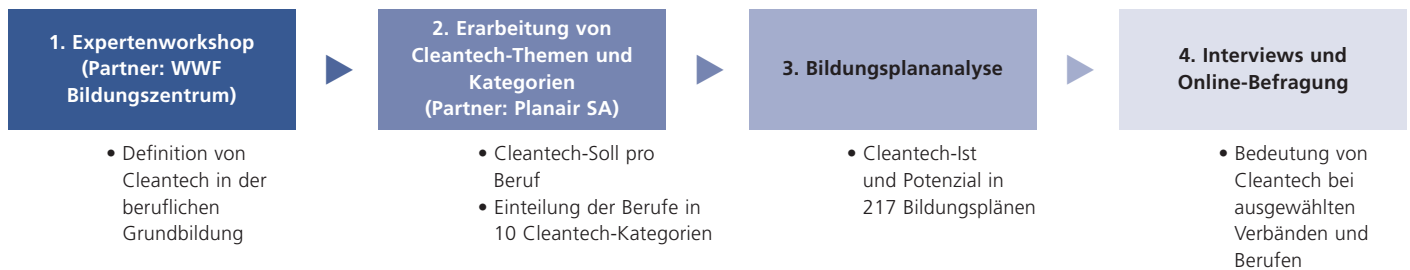 1. Expertenworkshop
(Partner: WWF
Bildungszentrum)
2. Erarbeitung von
Cleantech-Themen und
Kategorien
(Partner: Planair SA)
3. Bildungsplananalyse
4. Interviews und
Online-Befragung
• Definition von
Cleantech in der
beruflichen
Grundbildung
• Cleantech-Soll pro
Beruf
• Einteilung der Berufe in
10 Cleantech-Kategorien
• Cleantech-Ist
und Potenzial in
217 Bildungsplänen
• Bedeutung von
Cleantech bei
ausgewählten
Verbänden und
Berufen